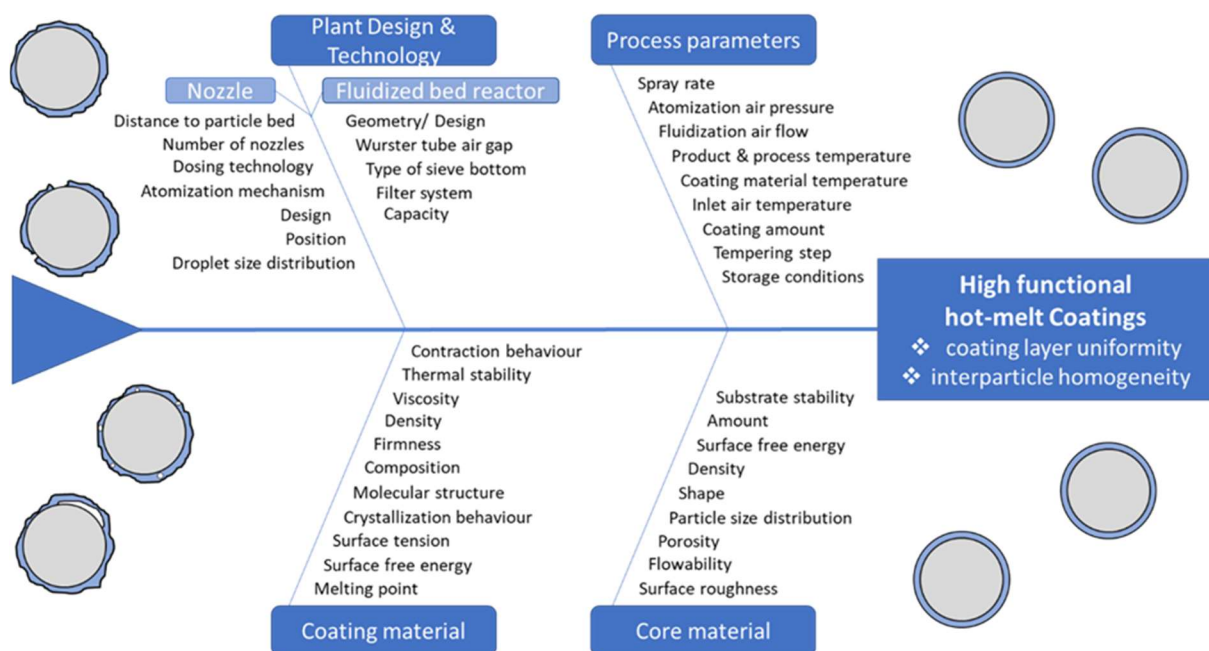 Plant Design &
Technology
Process parameters
Nozzle
Fluidized bed reactor
Distance to particle bed
Number of nozzles
Dosing technology
Atomization mechanism
Design
Position
Droplet size distribution
Geometry/ Design
Wurster tube air gap
Type of sieve bottom
Filter system
Capacity
Spray rate
Atomization air pressure
Fluidization air flow
Product & process temperature
Coating material temperature
Inlet air temperature
Coating amount
Tempering step
Storage conditions
High functional
hot-melt Coatings
❖ coating layer uniformity
❖ interparticle homogeneity
Contraction behaviour
Thermal stability
Viscosity
Density
Firmness
Composition
Molecular structure
Crystallization behaviour
Surface tension
Surface free energy
Melting point
Coating material
Substrate stability
Amount
Surface free energy
Density
Shape
Particle size distribution
Porosity
Flowability
Surface roughness
Core material